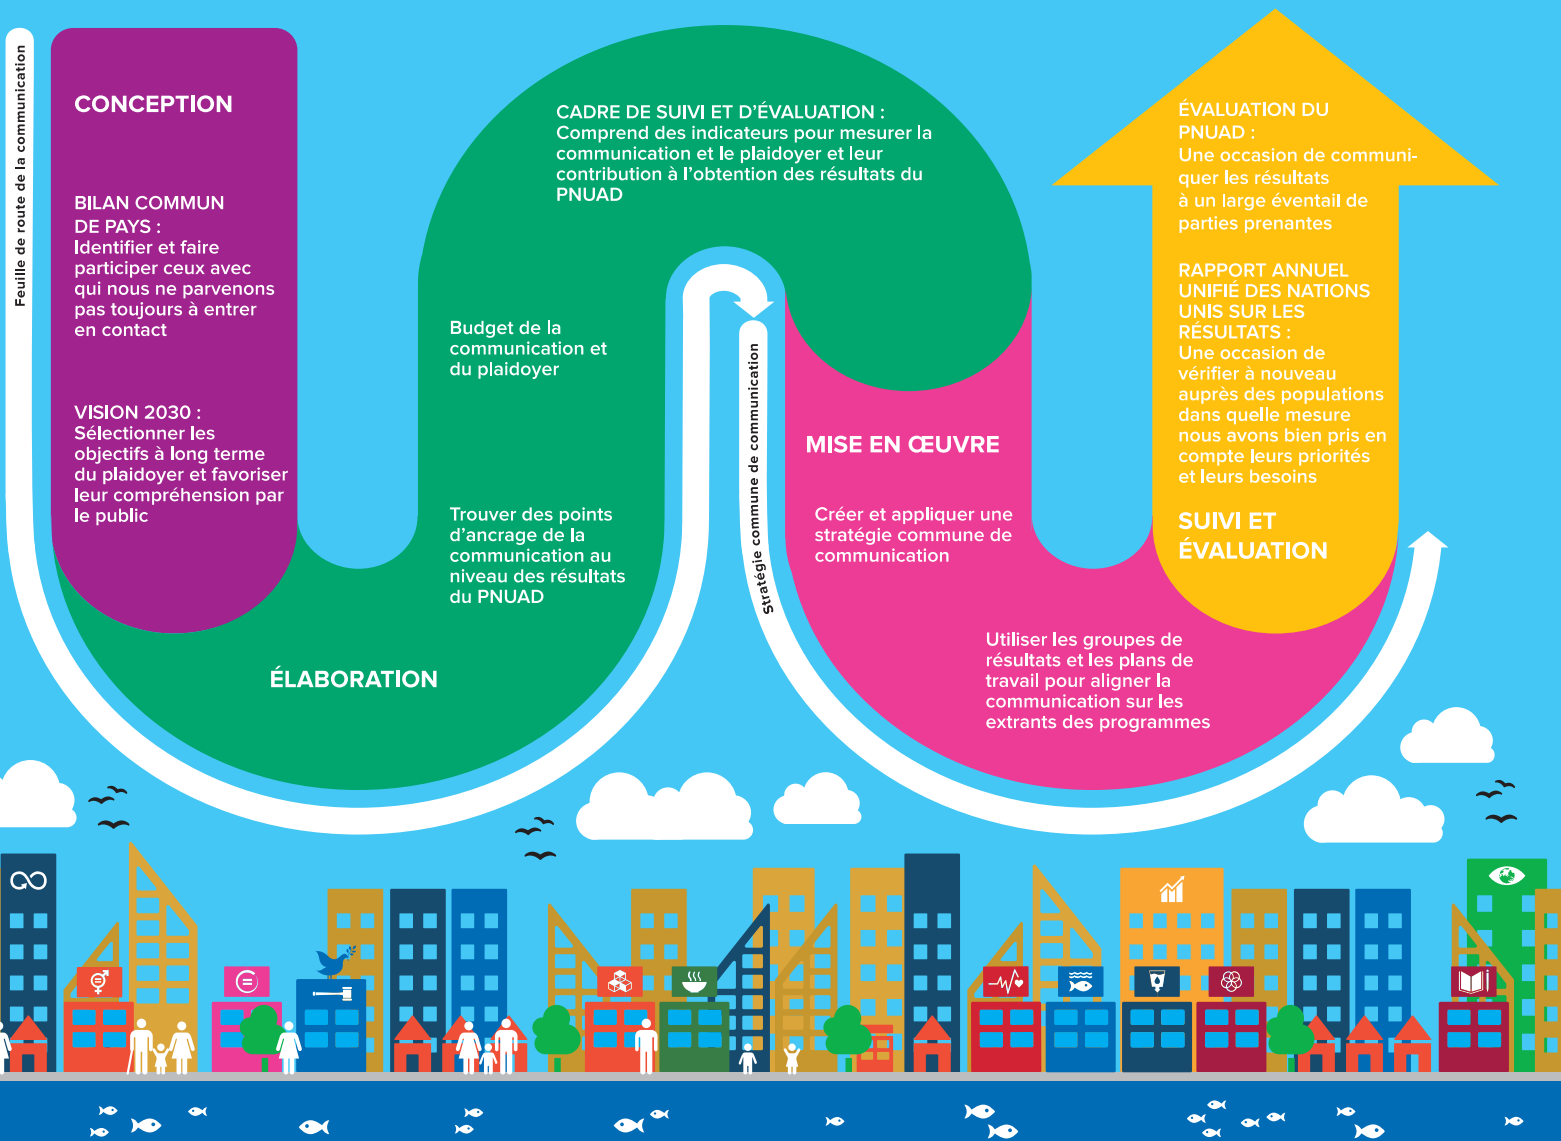 Feuille de route de la communication
CONCEPTION
BILAN COMMUN
DE PAYS :
Identifier et faire
participer ceux avec
qui nous ne parvenons
pas toujours à entrer
en contact
VISION 2030 :
Sélectionner les
objectifs à long terme
du plaidoyer et favoriser
leur compréhension par
le public
ÉLABORATION
Trouver des points
d'ancrage de la
communication au
niveau des résultats
du PNUAD
Budget de la
communication et
du plaidoyer
CADRE DE SUIVI ET D'ÉVALUATION :
Comprend des indicateurs pour mesurer la
communication et le plaidoyer et leur
contribution à l'obtention des résultats du
PNUAD
Stratégie commune de communication
MISE EN ŒUVRE
Créer et appliquer une
stratégie commune de
communication
Utiliser les groupes de
résultats et les plans de
travail pour aligner la
communication sur les
extrants des programmes
ÉVALUATION DU
PNUAD :
Une occasion de communi-
quer les résultats
à un large éventail de
parties prenantes
RAPPORT ANNUEL
UNIFIÉ DES NATIONS
UNIS SUR LES
RÉSULTATS :
Une occasion de
vérifier à nouveau
auprès des populations
dans quelle mesure
nous avons bien pris en
compte leurs priorités
et leurs besoins
SUIVI ET
ÉVALUATION